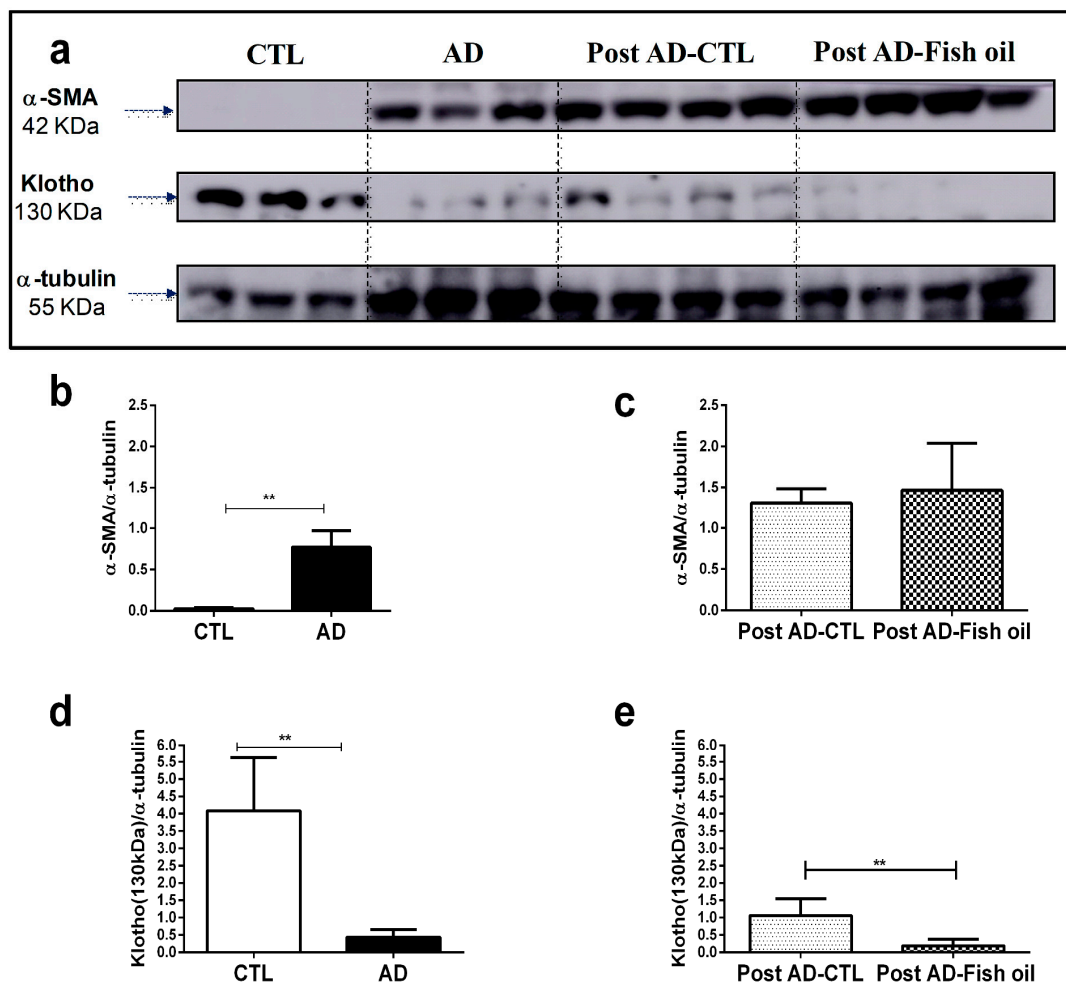 a
CTL AD Post AD-CTL Post AD-Fish oil
α-SMA
42 KDa
Klotho
130 KDa
α-tubulin
55 KDa
b
α-SMA/α-tubulin
2.5
2.0
1.5
1.0
0.5
0.0
**
CTL AD
c
α-SMA/α-tubulin
2.5
2.0
1.5
1.0
0.5
0.0
Post AD-CTL Post AD-Fish oil
d
Klotho(130kDa)/α-tubulin
6.0
5.5
5.0
4.5
4.0
3.5
3.0
2.5
2.0
1.5
1.0
0.5
0.0
**
CTL AD
e
Klotho(130kDa)/α-tubulin
6.0
5.5
5.0
4.5
4.0
3.5
3.0
2.5
2.0
1.5
1.0
0.5
0.0
**
Post AD-CTL Post AD-Fish oil